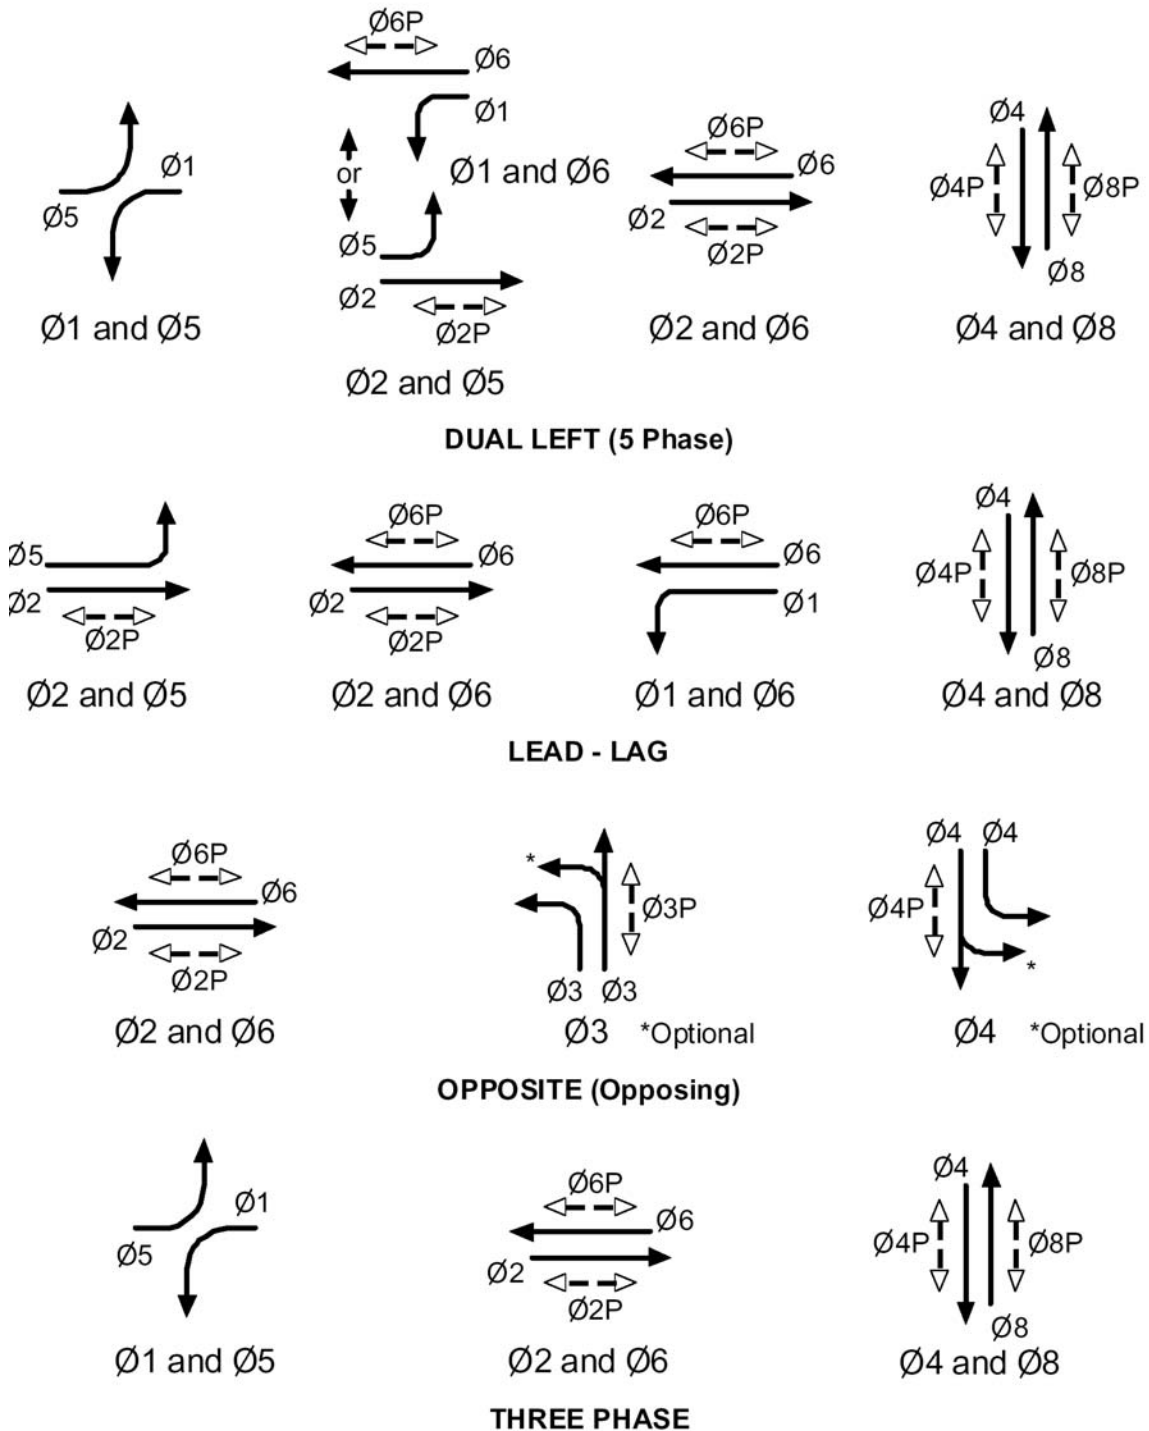 Ø6P
Ø6
Ø1
Ø1 and Ø6
or
Ø1
Ø5
Ø1 and Ø5
Ø5
Ø2
Ø2P
Ø2 and Ø5
Ø6P
Ø6
Ø2
Ø2P
Ø2 and Ø6
Ø4
Ø4P
Ø8P
Ø8
Ø4 and Ø8
DUAL LEFT (5 Phase)
Ø5
Ø2
Ø2P
Ø2 and Ø5
Ø6P
Ø6
Ø2
Ø2P
Ø2 and Ø6
Ø6P
Ø6
Ø1
Ø1 and Ø6
Ø4
Ø4P
Ø8P
Ø8
Ø4 and Ø8
LEAD - LAG
Ø6P
Ø6
Ø2
Ø2P
Ø2 and Ø6
*
Ø3P
Ø3 Ø3
Ø3 *Optional
Ø4 Ø4
Ø4P
*
Ø4 *Optional
OPPOSITE (Opposing)
Ø1
Ø5
Ø1 and Ø5
Ø6P
Ø6
Ø2
Ø2P
Ø2 and Ø6
Ø4
Ø4P
Ø8P
Ø8
Ø4 and Ø8
THREE PHASE